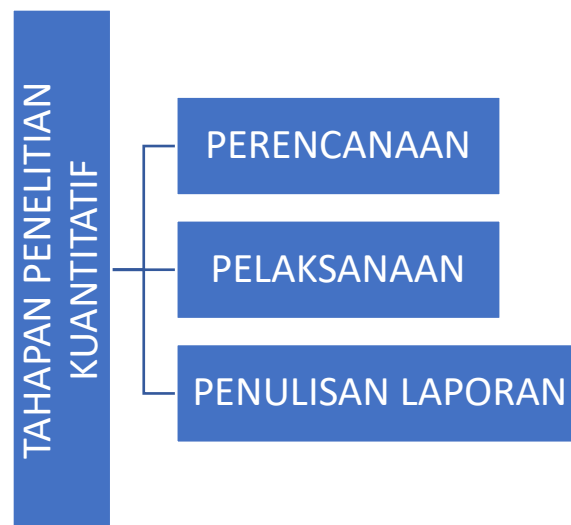 TAHAPAN PENELITIAN
KUANTITATIF
PERENCANAAN
PELAKSANAAN
PENULISAN LAPORAN